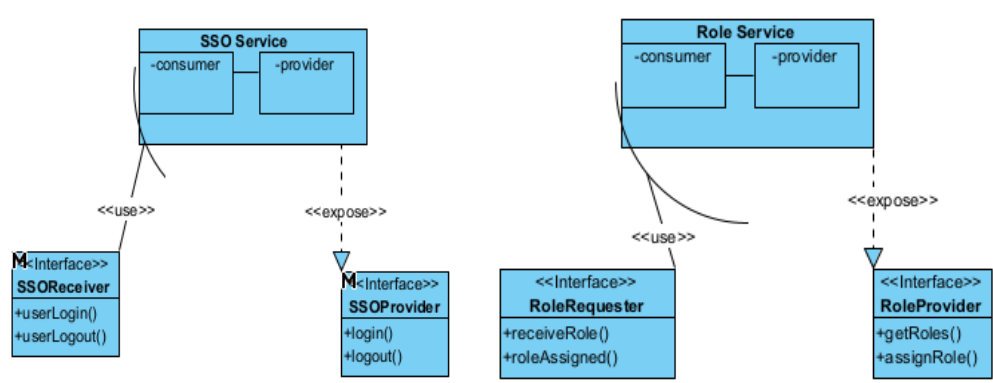 SSO Service
-consumer
-provider
<<use>>
<<expose>>
M
<<Interface>>
SSOReceiver
+userLogin()
+userLogout()
M
<<Interface>>
SSOProvider
+login()
+logout()
Role Service
-consumer
-provider
<<use>>
<<expose>>
<<Interface>>
RoleRequester
+receiveRole()
+roleAssigned()
<<Interface>>
RoleProvider
+getRoles()
+assignRole()